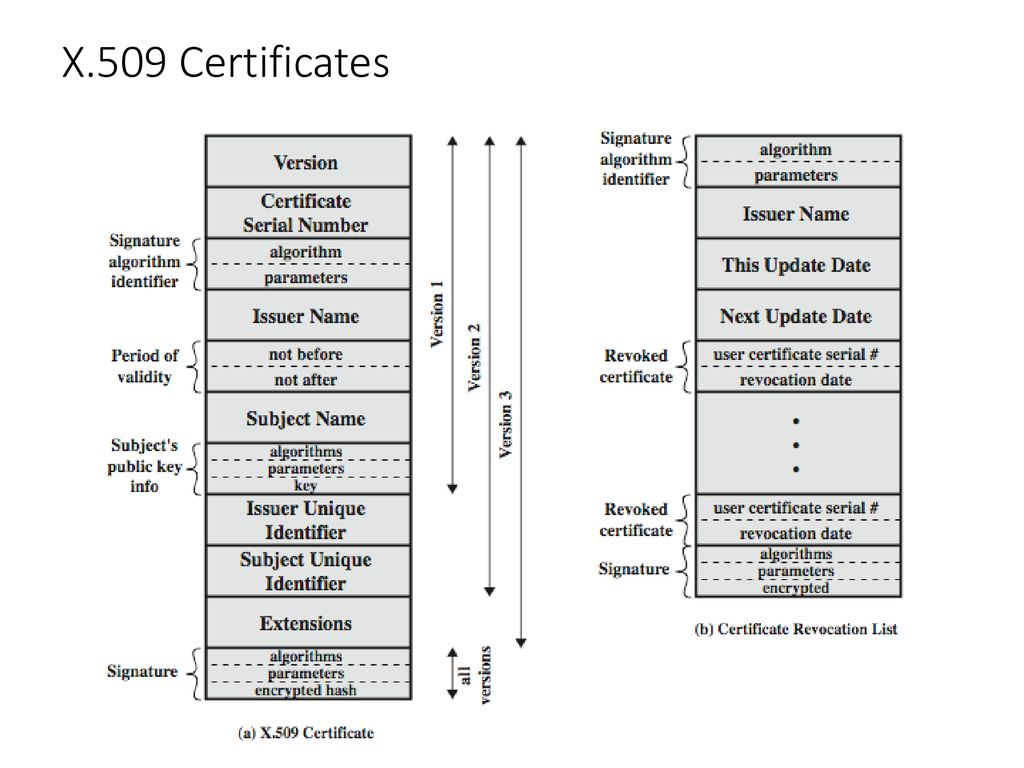 X.509 Certificates
Version
Certificate
Serial Number
Signature
algorithm
identifier
algorithm
parameters
Issuer Name
Period of
validity
not before
not after
Subject Name
Subject's
public key
info
algorithms
parameters
key
Issuer Unique
Identifier
Subject Unique
Identifier
Extensions
Signature
algorithms
parameters
encrypted hash
Version 1
Version 2
Version 3
all
versions
(a) X.509 Certificate
Signature
algorithm
identifier
algorithm
parameters
Issuer Name
This Update Date
Next Update Date
Revoked
certificate
user certificate serial #
revocation date
Revoked
certificate
user certificate serial #
revocation date
Signature
algorithms
parameters
encrypted
(b) Certificate Revocation List